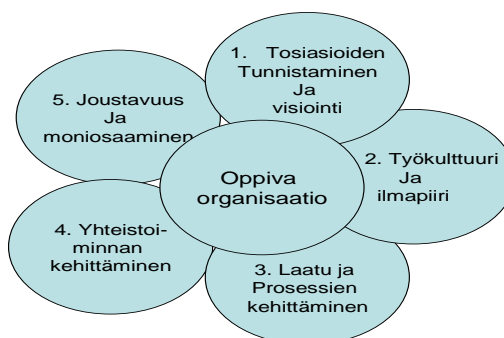 1. Tosiasioiden
Tunnistaminen
Ja
visiointi
2. Työkulttuuri
Ja
ilmapiiri
3. Laatu ja
Prosessien
kehittäminen
4. Yhteistoi-
minnan
kehittäminen
5. Joustavuus
Ja
moniosaaminen
Oppiva
organisaatio